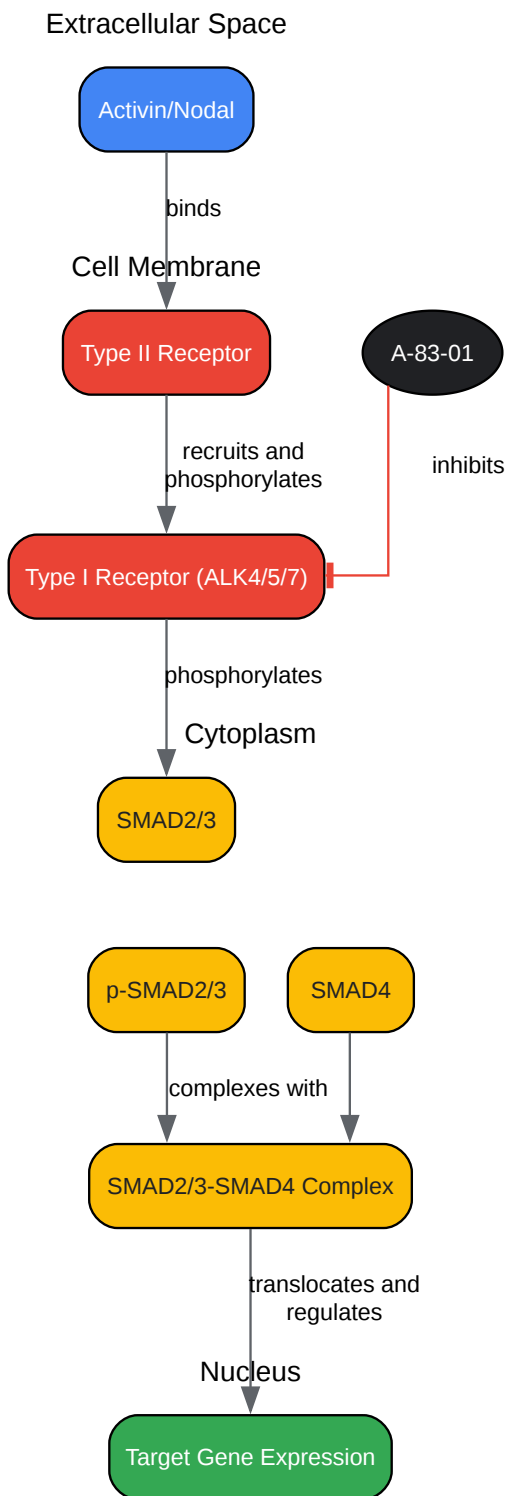 Extracellular Space
Activin/Nodal
binds
Cell Membrane
Type II Receptor
A-83-01
recruits and
phosphorylates
inhibits
Type I Receptor (ALK4/5/7)
phosphorylates
Cytoplasm
SMAD2/3
p-SMAD2/3
SMAD4
complexes with
SMAD2/3-SMAD4 Complex
translocates and
regulates
Nucleus
Target Gene Expression